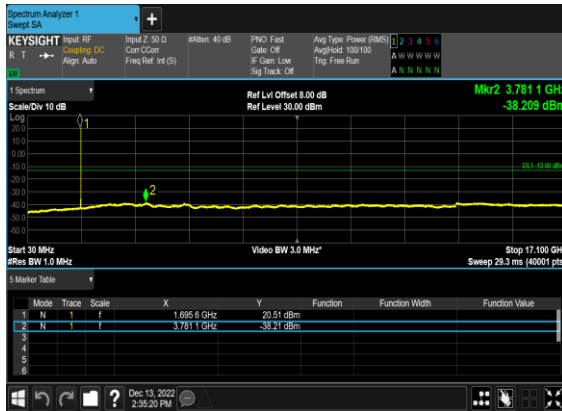 Spectrum Analyzer 1
Swept SA
+
KEYSIGHT Input: RF Input Z: 50 Ω #Atten: 40 dB PNO: Fast Avg Type: Power (RMS) 1 2 3 4 5 6
R T Coupling: DC Corr CCorr Gate: Off Avg|Hold: 100/100 A W W W W W
Align: Auto Freq Ref: Int (S) IF Gain: Low Trig: Free Run
Sig Track: Off A N N N N N
1 Spectrum
Ref Lvl Offset 8.00 dB Mkr2 3.781 1 GHz
Scale/Div 10 dB Ref Level 30.00 dBm -38.209 dBm
Log
20.0
10.0
0.00
-10.0
DL1 -13.00 dBm
-20.0
-30.0
-40.0
-50.0
-60.0
1
2
Start 30 MHz Video BW 3.0 MHz* Stop 17.100 GHz
#Res BW 1.0 MHz Sweep 29.3 ms (40001 pts)
5 Marker Table
Mode Trace Scale X Y Function Function Width Function Value
1 N 1 f 1.695 6 GHz 20.51 dBm
2 N 1 f 3.781 1 GHz -38.21 dBm
3
4
5
6
? Dec 13, 2022
2:35:20 PM